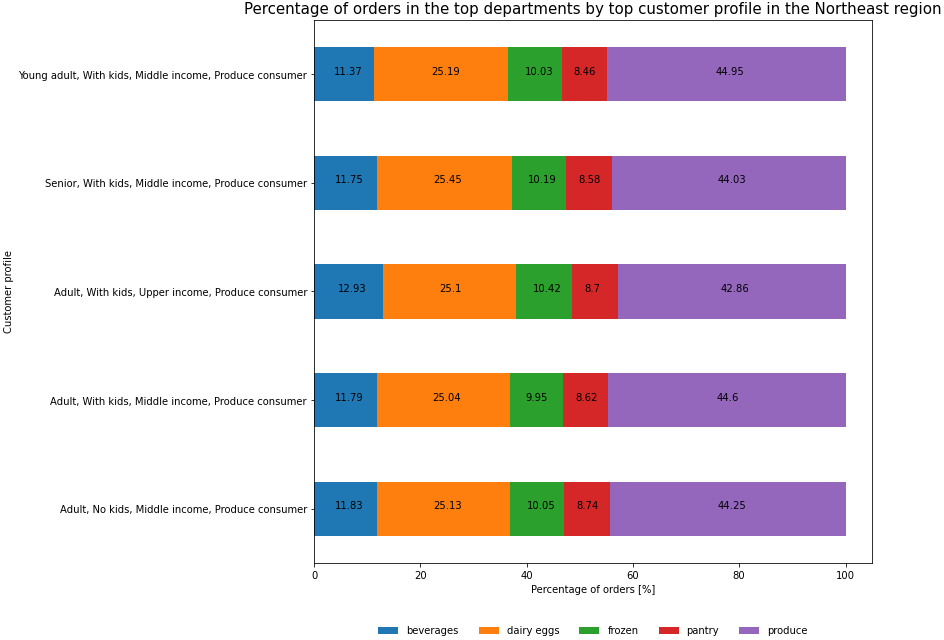 Percentage of orders in the top departments by top customer profile in the Northeast region
Young adult, With kids, Middle income, Produce consumer 11.37 25.19 10.03 8.46 44.95
Senior, With kids, Middle income, Produce consumer 11.75 25.45 10.19 8.58 44.03
Customer profile
Adult, With kids, Upper income, Produce consumer 12.93 25.1 10.42 8.7 42.86
Adult, With kids, Middle income, Produce consumer 11.79 25.04 9.95 8.62 44.6
Adult, No kids, Middle income, Produce consumer 11.83 25.13 10.05 8.74 44.25
0 20 40 60 80 100
Percentage of orders [%]
beverages dairy eggs frozen pantry produce